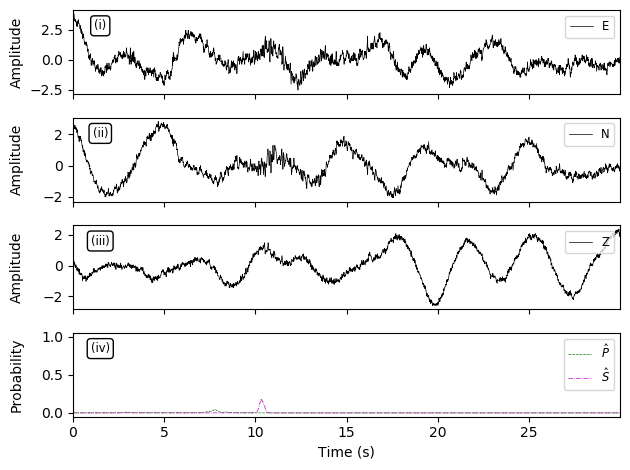 (i)
E
Amplitude
2.5
0.0
−2.5
(ii)
N
Amplitude
2
0
−2
(iii)
Z
Amplitude
2
0
−2
(iv)
P̂
Ŝ
Probability
1.0
0.5
0.0
0 5 10 15 20 25
Time (s)